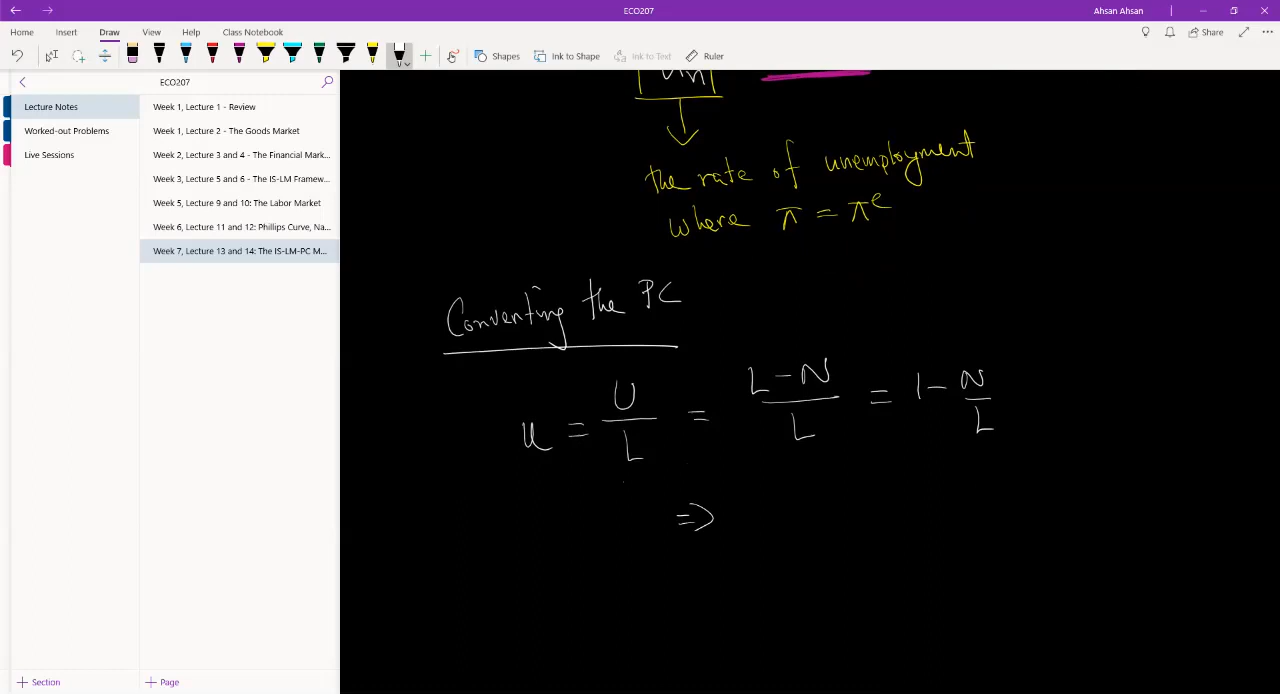 ECO207
Ahsan Ahsan
Home Insert Draw View Help Class Notebook
Share
Shapes Ink to Shape Ink to Text Ruler
ECO207
Lecture Notes
Worked-out Problems
Live Sessions
Week 1, Lecture 1 - Review
Week 1, Lecture 2 - The Goods Market
Week 2, Lecture 3 and 4 - The Financial Mark...
Week 3, Lecture 5 and 6 - The IS-LM Framew...
Week 5, Lecture 9 and 10: The Labor Market
Week 6, Lecture 11 and 12: Phillips Curve, Na...
Week 7, Lecture 13 and 14: The IS-LM-PC M...
+ Section
+ Page
the rate of unemployment
where π = π^e
Converting the PC
u = U/L = (L-N)/L = 1 - N/L
=>